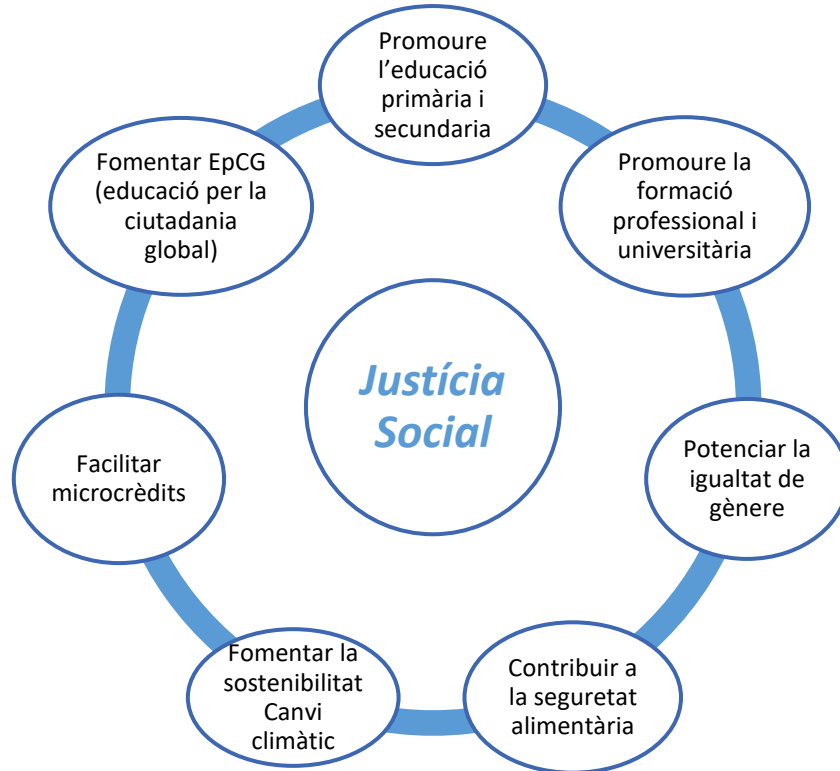 Promoure
l’educació
primària i
secundaria
Promoure la
formació
professional i
universitària
Potenciar la
igualtat de
gènere
Contribuir a
la seguretat
alimentària
Fomentar la
sostenibilitat
Canvi
climàtic
Facilitar
microcrèdits
Fomentar EpCG
(educació per la
ciutadania
global)
Justícia
Social